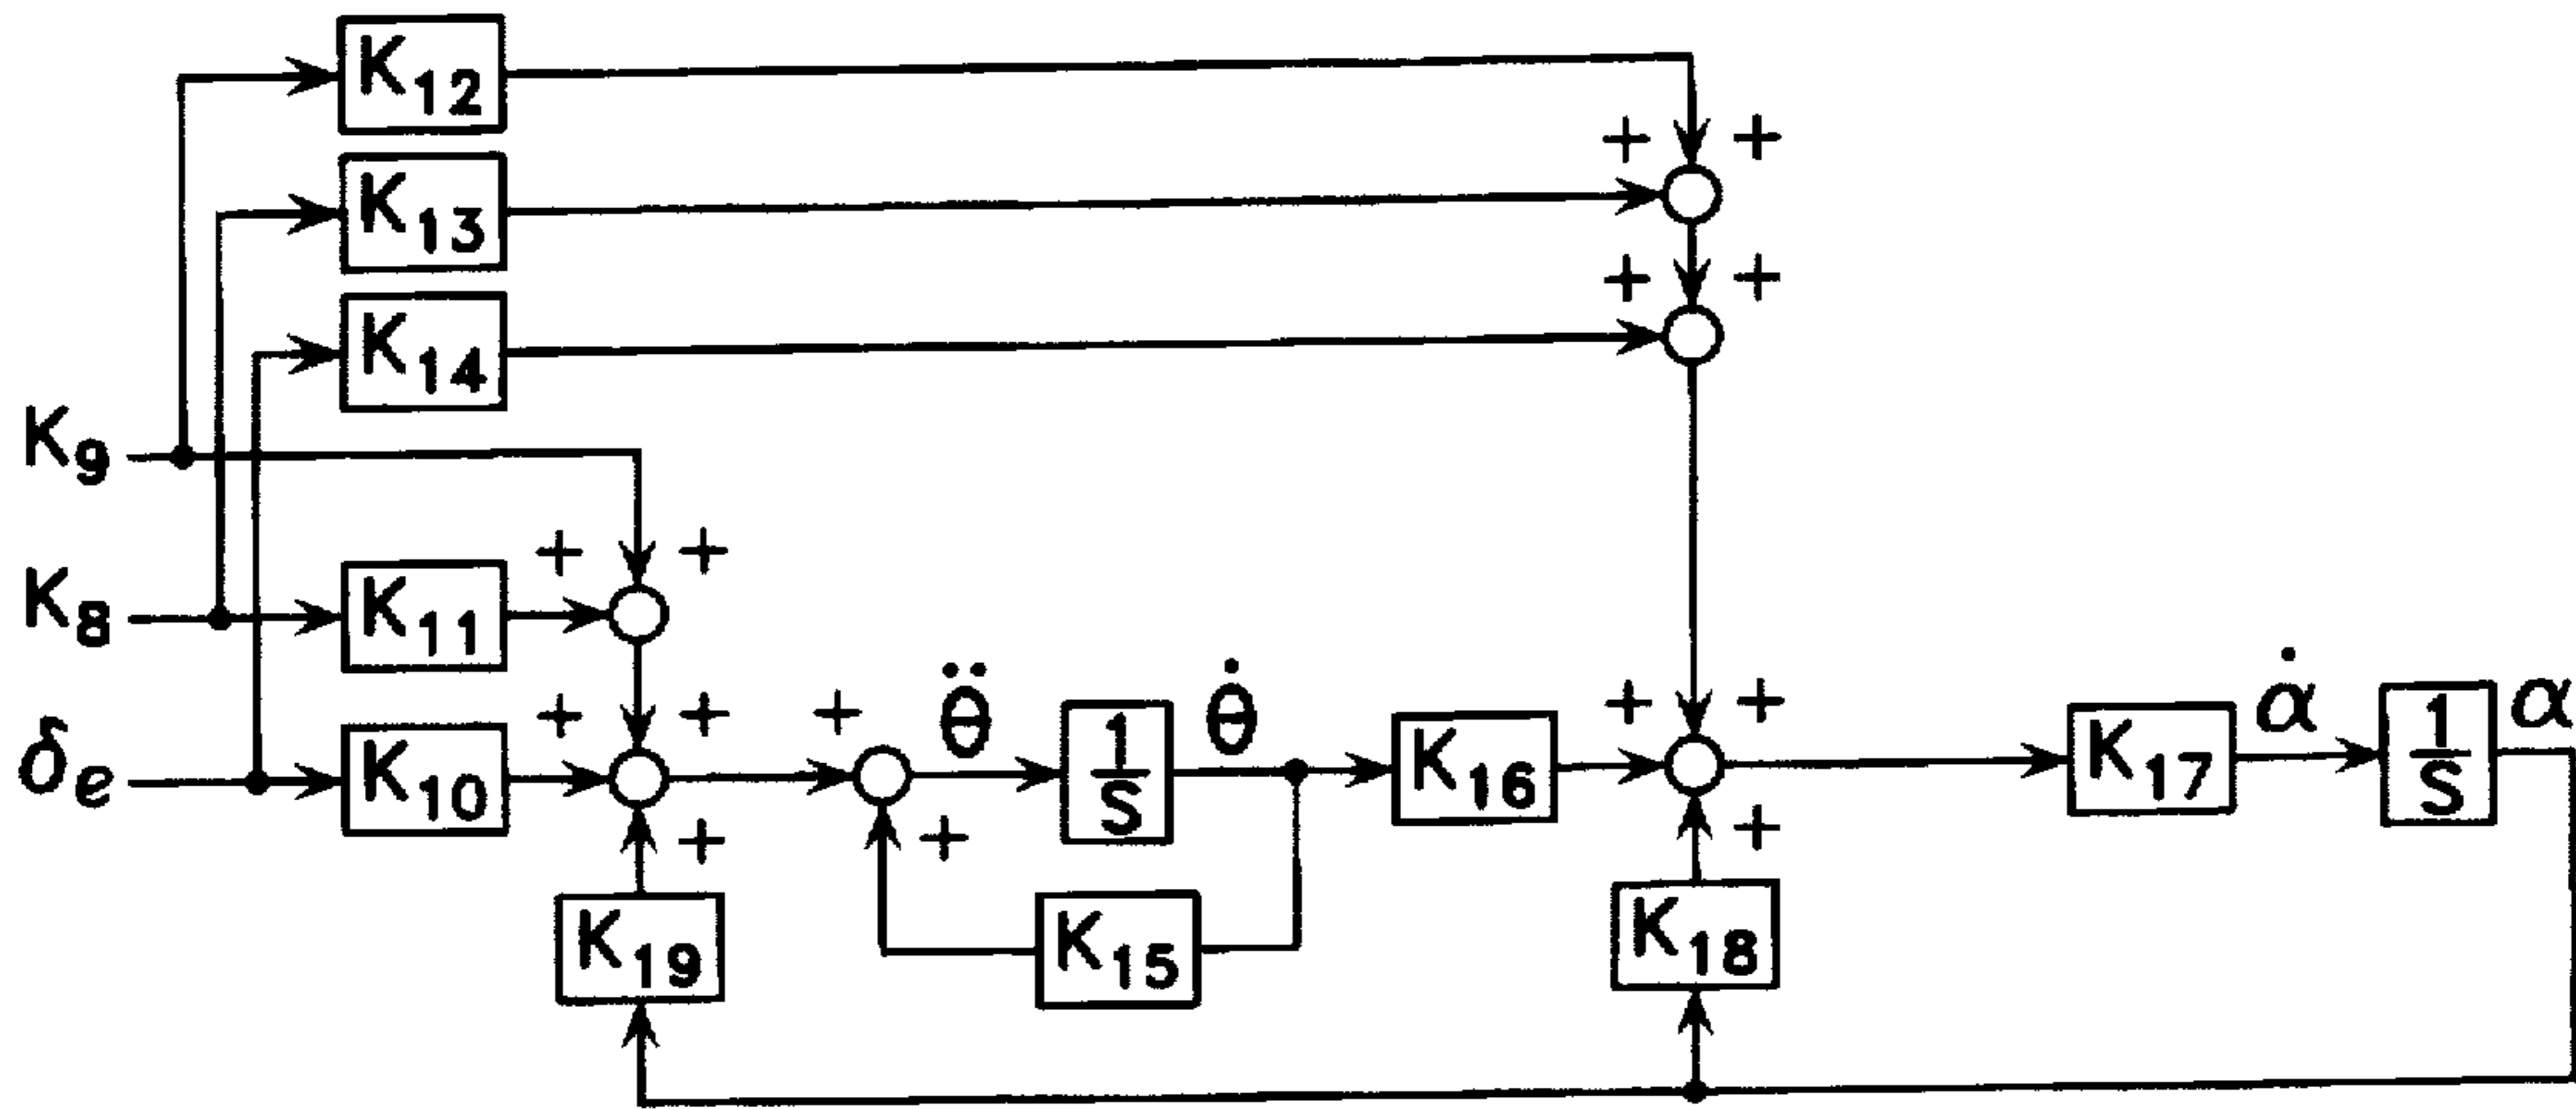 K₁₂
+ +
K₁₃
+ +
K₁₄
K₉
+ +
K₈ K₁₁
δₑ K₁₀ + + + θ̈ 1/S θ̇ K₁₆ + + K₁₇ α̇ 1/S α
+ + +
K₁₉ K₁₅ K₁₈